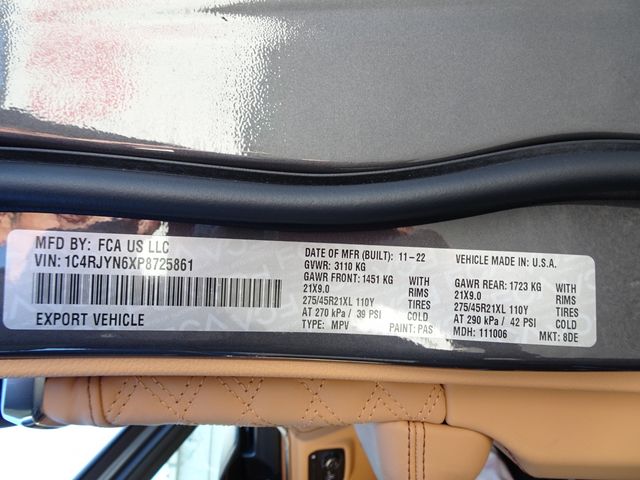 MFD BY: FCA US LLC
VIN: 1C4RJYN6XP8725861
EXPORT VEHICLE
DATE OF MFR (BUILT): 11-22
GVWR: 3110 KG
GAWR FRONT: 1451 KG WITH
21X9.0 RIMS
275/45R21XL 110Y TIRES
AT 270 kPa / 39 PSI COLD
TYPE: MPV PAINT: PAS
VEHICLE MADE IN: U.S.A.
GAWR REAR: 1723 KG WITH
21X9.0 RIMS
275/45R21XL 110Y TIRES
AT 290 kPa / 42 PSI COLD
MDH: 111006 MKT: 8DE